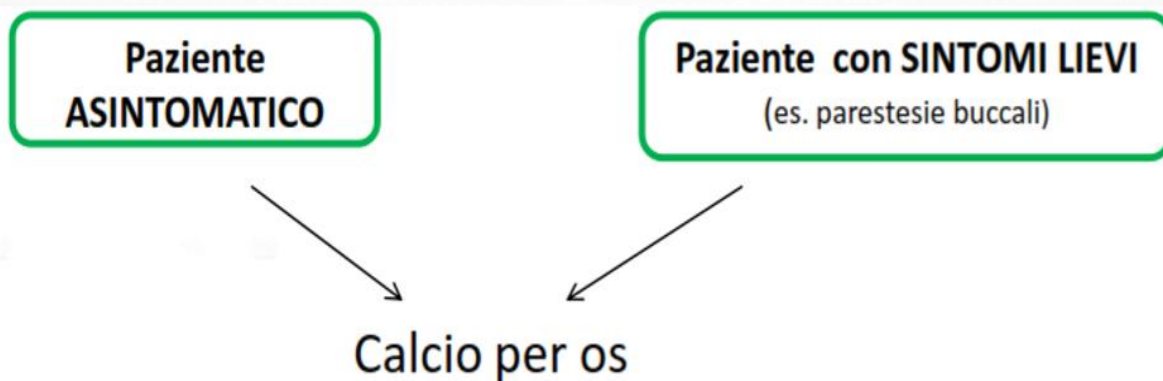 Paziente
ASINTOMATICO
Paziente con SINTOMI LIEVI
(es. parestesie buccali)
Calcio per os